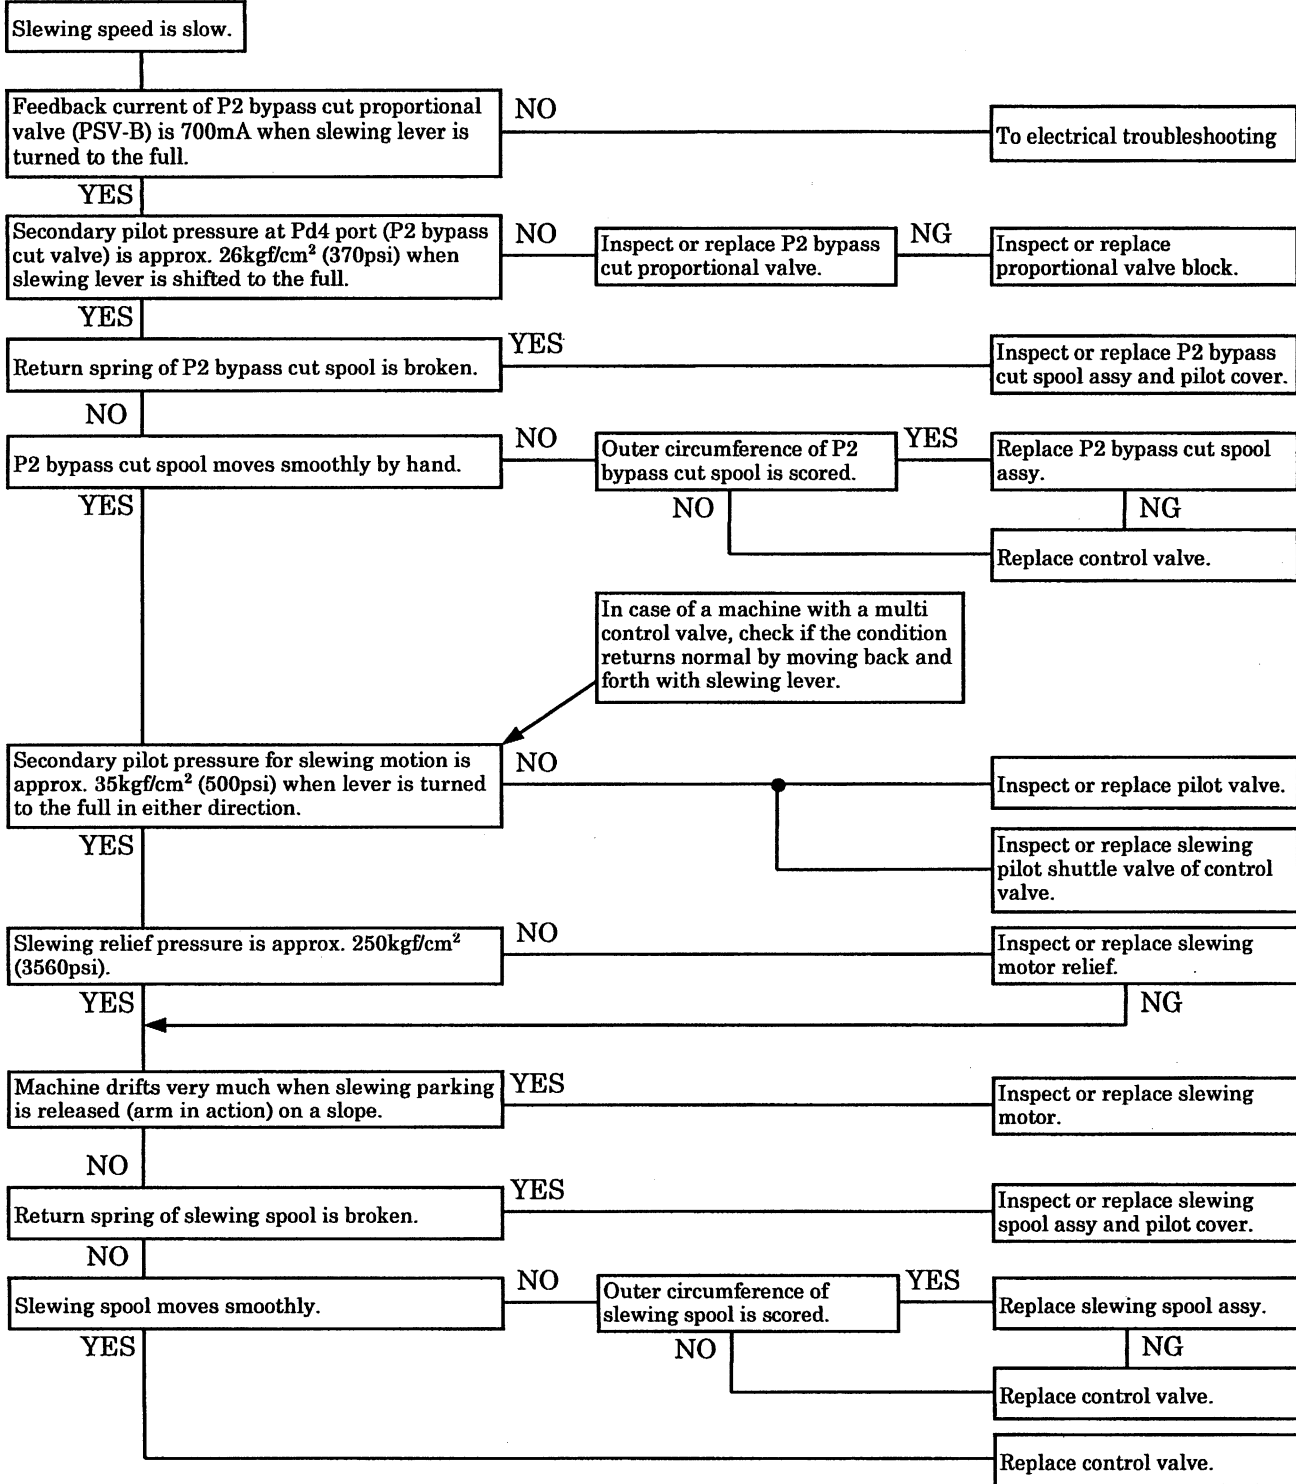 Slewing speed is slow.
Feedback current of P2 bypass cut proportional
valve (PSV-B) is 700mA when slewing lever is
turned to the full.
NO
To electrical troubleshooting
YES
Secondary pilot pressure at Pd4 port (P2 bypass
cut valve) is approx. 26kgf/cm² (370psi) when
slewing lever is shifted to the full.
NO
Inspect or replace P2 bypass
cut proportional valve.
NG
Inspect or replace
proportional valve block.
YES
Return spring of P2 bypass cut spool is broken.
YES
Inspect or replace P2 bypass
cut spool assy and pilot cover.
NO
P2 bypass cut spool moves smoothly by hand.
NO
Outer circumference of P2
bypass cut spool is scored.
YES
Replace P2 bypass cut spool
assy.
YES
NO
NG
Replace control valve.
In case of a machine with a multi
control valve, check if the condition
returns normal by moving back and
forth with slewing lever.
Secondary pilot pressure for slewing motion is
approx. 35kgf/cm² (500psi) when lever is turned
to the full in either direction.
NO
Inspect or replace pilot valve.
Inspect or replace slewing
pilot shuttle valve of control
valve.
YES
Slewing relief pressure is approx. 250kgf/cm²
(3560psi).
NO
Inspect or replace slewing
motor relief.
YES
NG
Machine drifts very much when slewing parking
is released (arm in action) on a slope.
YES
Inspect or replace slewing
motor.
NO
Return spring of slewing spool is broken.
YES
Inspect or replace slewing
spool assy and pilot cover.
NO
Slewing spool moves smoothly.
NO
Outer circumference of
slewing spool is scored.
YES
Replace slewing spool assy.
YES
NO
NG
Replace control valve.
Replace control valve.